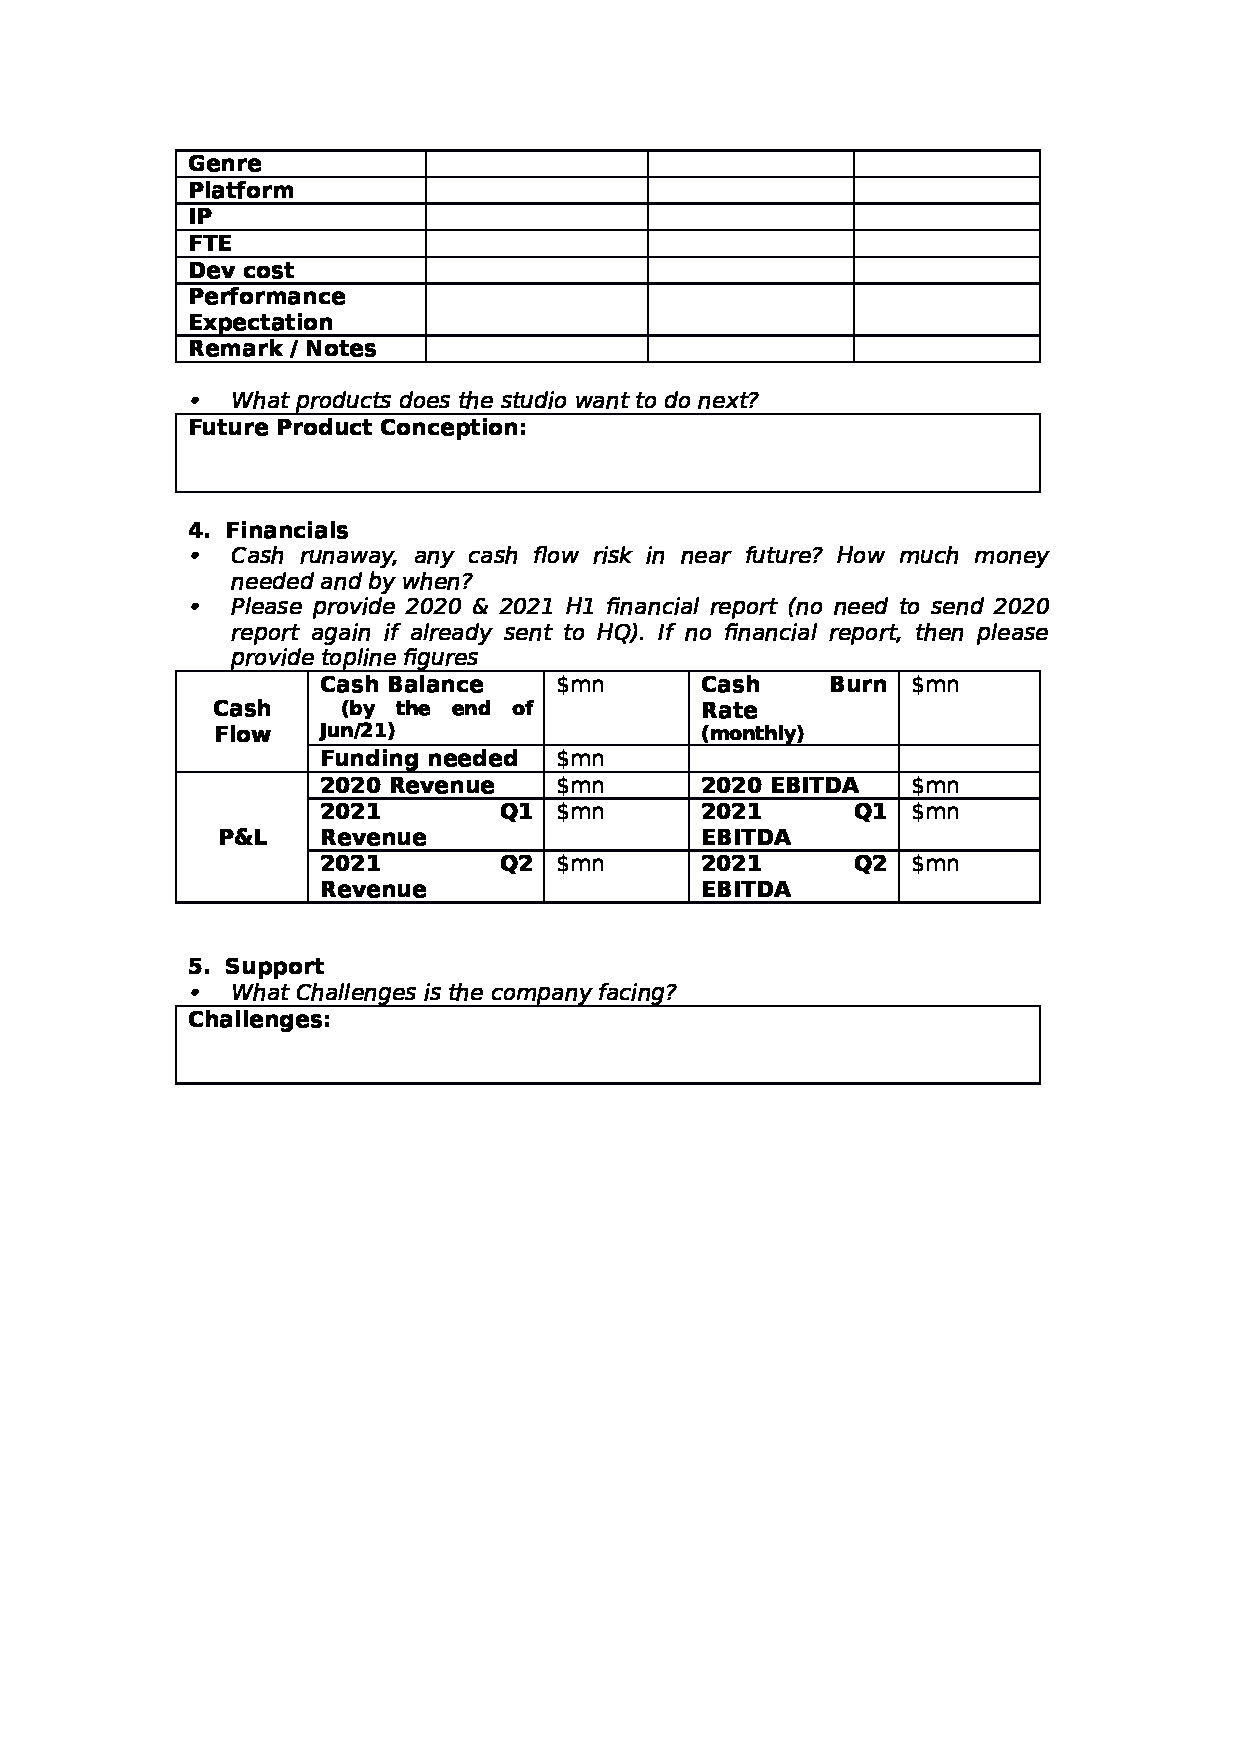 Genre
Platform
IP
FTE
Dev cost
Performance
Expectation
Remark / Notes
• What products does the studio want to do next?
Future Product Conception:
4. Financials
• Cash runaway, any cash flow risk in near future? How much money
needed and by when?
• Please provide 2020 & 2021 H1 financial report (no need to send 2020
report again if already sent to HQ). If no financial report, then please
provide topline figures
Cash
Flow
Cash Balance
(by the end of
Jun/21)
$mn
Cash Burn
Rate
(monthly)
$mn
Funding needed
$mn
P&L
2020 Revenue
$mn
2020 EBITDA
$mn
2021 Q1
Revenue
$mn
2021 Q1
EBITDA
$mn
2021 Q2
Revenue
$mn
2021 Q2
EBITDA
$mn
5. Support
• What Challenges is the company facing?
Challenges: